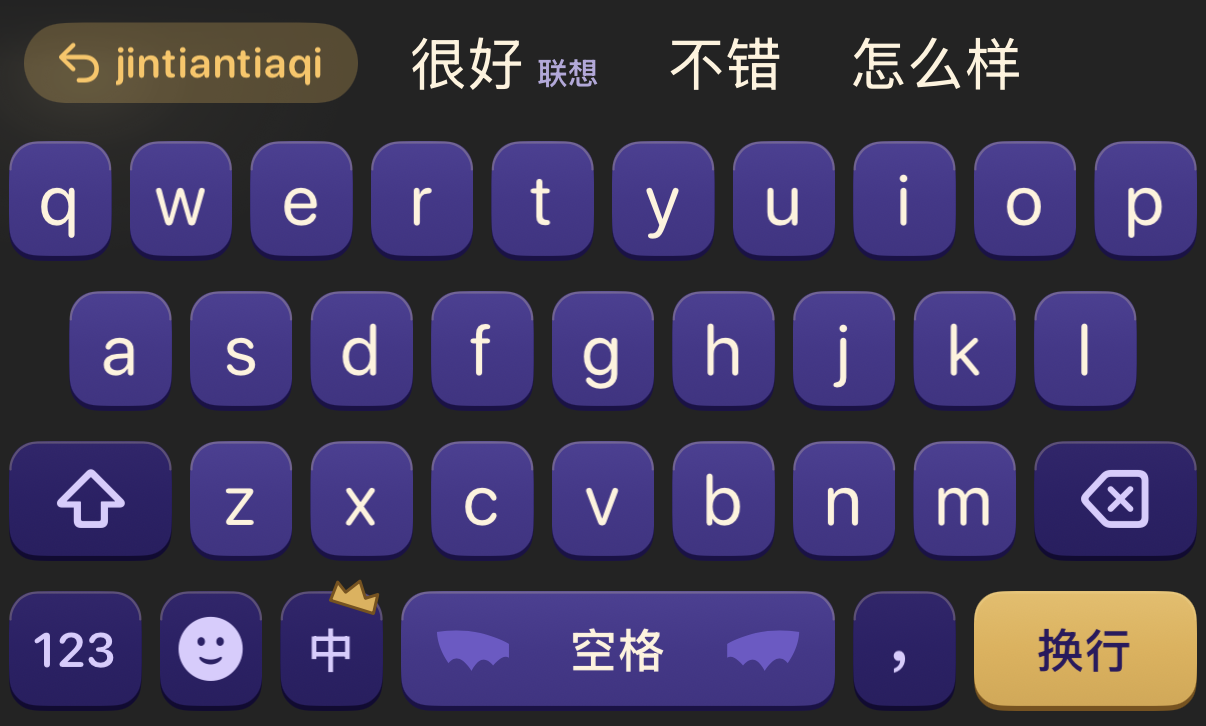 jintiantiaqi 很好 联想 不错 怎么样
q w e r t y u i o p
a s d f g h j k l
z x c v b n m
123 中 空格 ， 换行